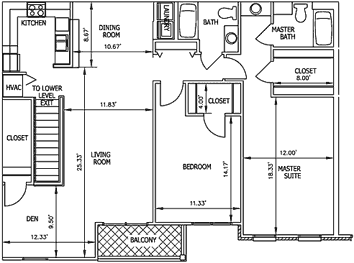 KITCHEN
DINING
ROOM
8.67'
10.67'
LAUNDRY
BATH
MASTER
BATH
CLOSET
8.00'
HVAC
TO LOWER
LEVEL
EXIT
11.83'
4.00'
CLOSET
CLOSET
LIVING
ROOM
25.33'
BEDROOM
14.17'
11.33'
12.00'
MASTER
SUITE
18.33'
DEN
9.50'
12.33'
BALCONY